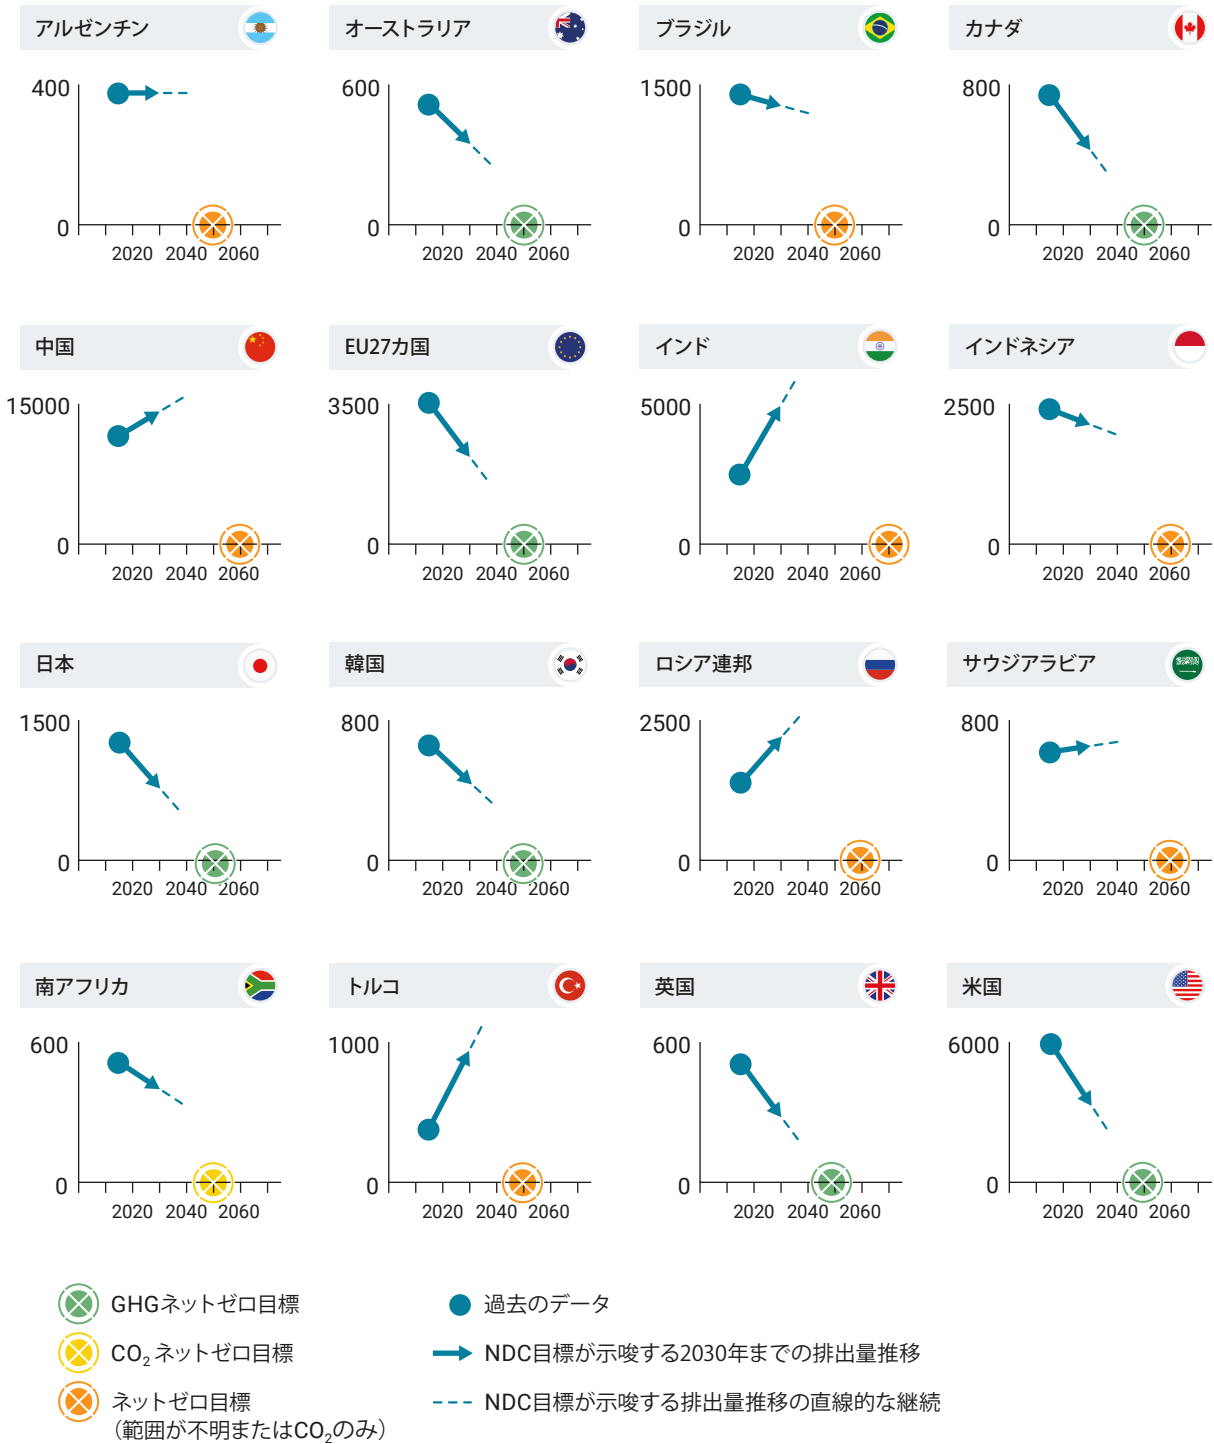 アルゼンチン
オーストラリア
ブラジル
カナダ
400
0
2020 2040 2060
600
0
2020 2040 2060
1500
0
2020 2040 2060
800
0
2020 2040 2060
中国
EU27カ国
インド
インドネシア
15000
0
2020 2040 2060
3500
0
2020 2040 2060
5000
0
2020 2040 2060
2500
0
2020 2040 2060
日本
韓国
ロシア連邦
サウジアラビア
1500
0
2020 2040 2060
800
0
2020 2040 2060
2500
0
2020 2040 2060
800
0
2020 2040 2060
南アフリカ
トルコ
英国
米国
600
0
2020 2040 2060
1000
0
2020 2040 2060
600
0
2020 2040 2060
6000
0
2020 2040 2060
GHGネットゼロ目標
CO₂ ネットゼロ目標
ネットゼロ目標
（範囲が不明またはCO₂のみ）
過去のデータ
NDC目標が示唆する2030年までの排出量推移
NDC目標が示唆する排出量推移の直線的な継続